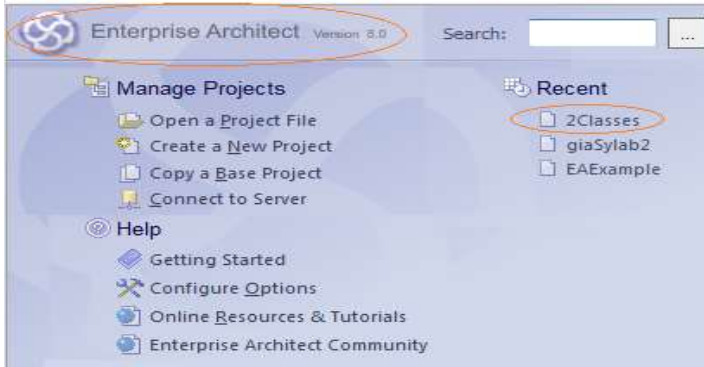 Enterprise Architect Version 8.0 Search: ...
Manage Projects
Open a Project File
Create a New Project
Copy a Base Project
Connect to Server
Help
Getting Started
Configure Options
Online Resources & Tutorials
Enterprise Architect Community
Recent
2Classes
giaSylab2
EAExample